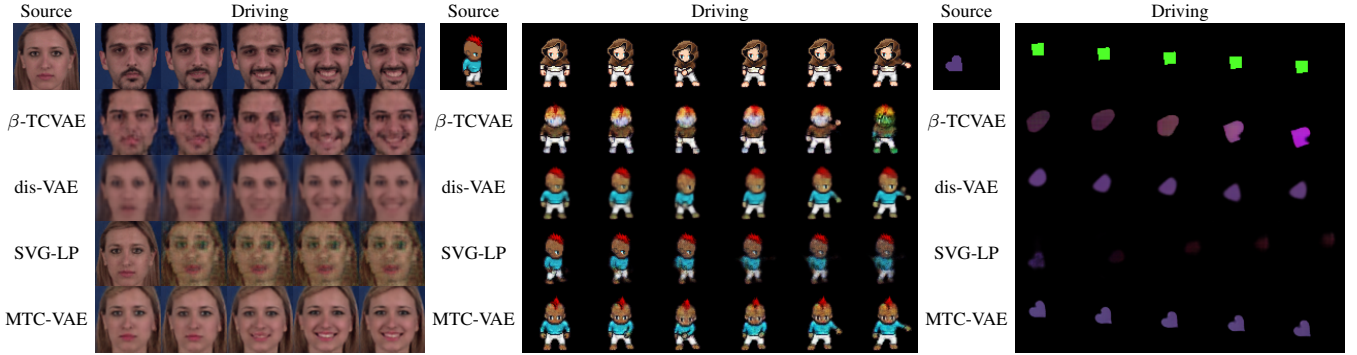 Source Driving Source Driving Source Driving
β-TCVAE β-TCVAE β-TCVAE
dis-VAE dis-VAE dis-VAE
SVG-LP SVG-LP SVG-LP
MTC-VAE MTC-VAE MTC-VAE